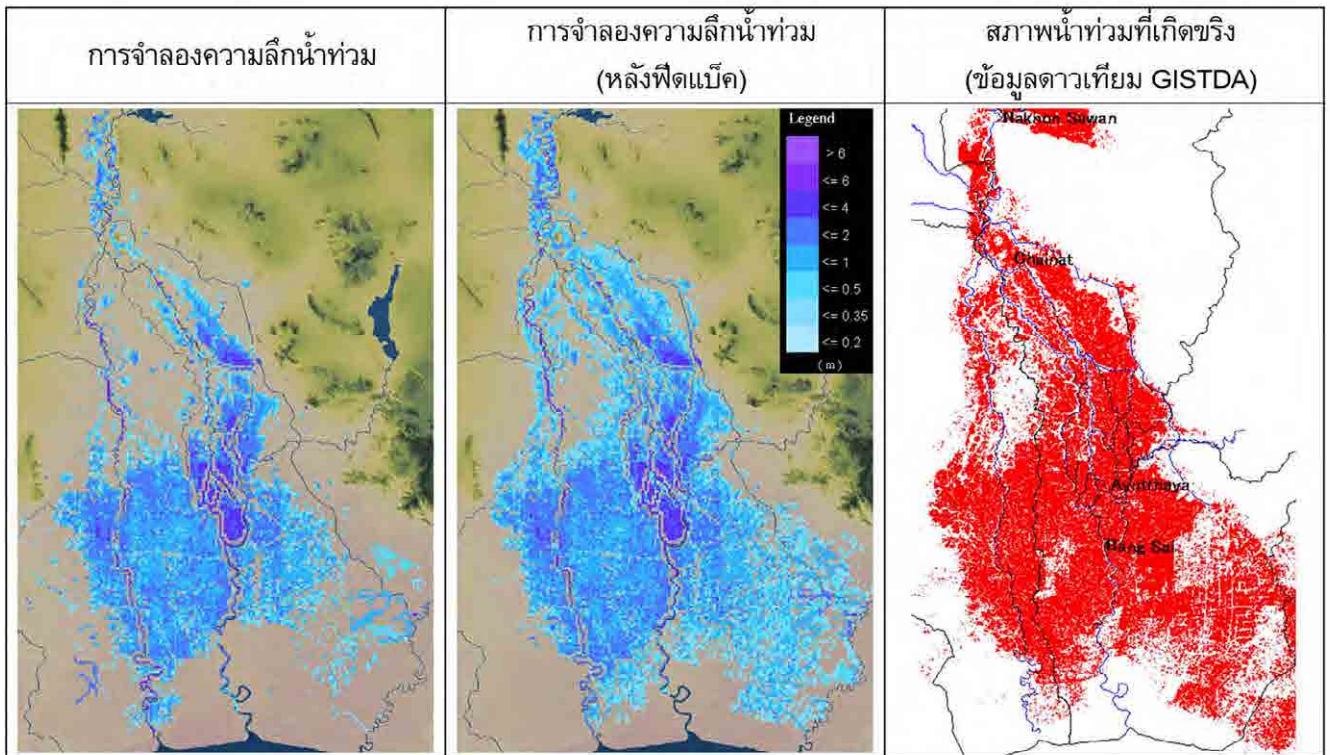 การจำลองความลึกน้ำท่วม
การจำลองความลึกน้ำท่วม
(หลังฟีดแบ็ค)
สภาพน้ำท่วมที่เกิดขริง
(ข้อมูลดาวเทียม GISTDA)
Legend
> 6
<= 6
<= 4
<= 2
<= 1
<= 0.5
<= 0.35
<= 0.2
(m)
Nakhon Sawan
Chainat
Ayutthaya
Bang Sai